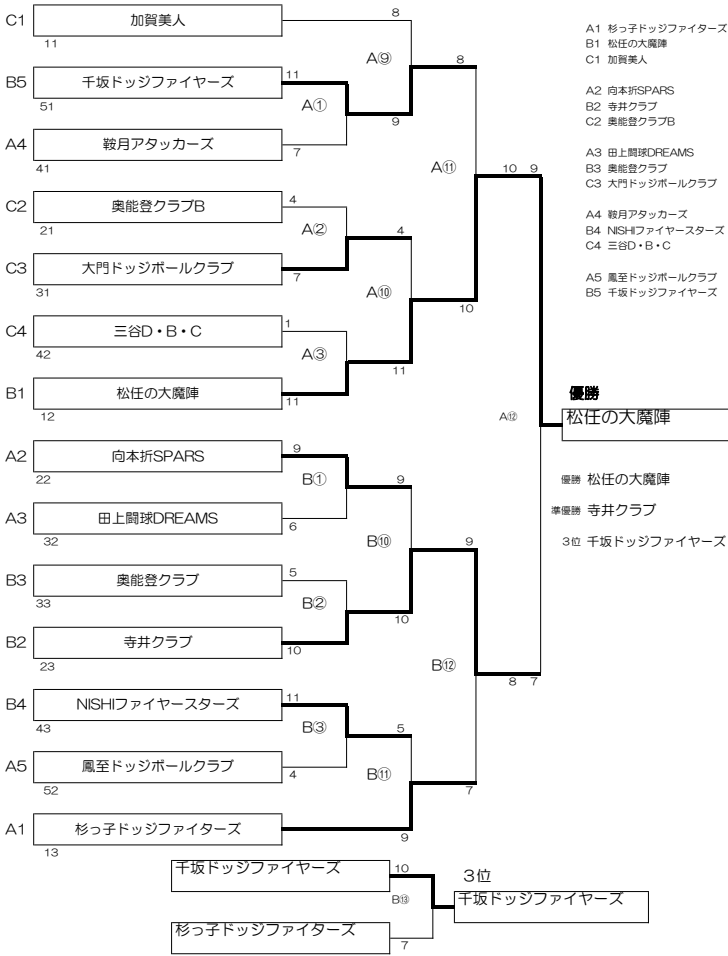 C1 加賀美人 8
11
B5 千坂ドッジファイヤーズ 11
51
A①
A⑨ 8
9
A4 鞍月アタッカーズ 7
41
A⑪
10 9
C2 奥能登クラブB 4
21
A② 4
C3 大門ドッジボールクラブ 7
31
A⑩
10
C4 三谷D・B・C 1
42
A③
11
B1 松任の大魔陣 11
12
A⑫
A2 向本折SPARS 9
22
B① 9
A3 田上闘球DREAMS 6
32
B⑩ 9
B3 奥能登クラブ 5
33
B②
10
B2 寺井クラブ 10
23
B⑫
8 7
B4 NISHIファイヤースターズ 11
43
B③ 5
A5 鳳至ドッジボールクラブ 4
52
B⑪ 7
A1 杉っ子ドッジファイターズ 9
13
A1 杉っ子ドッジファイターズ
B1 松任の大魔陣
C1 加賀美人
A2 向本折SPARS
B2 寺井クラブ
C2 奥能登クラブB
A3 田上闘球DREAMS
B3 奥能登クラブ
C3 大門ドッジボールクラブ
A4 鞍月アタッカーズ
B4 NISHIファイヤースターズ
C4 三谷D・B・C
A5 鳳至ドッジボールクラブ
B5 千坂ドッジファイヤーズ
優勝
松任の大魔陣
優勝 松任の大魔陣
準優勝 寺井クラブ
3位 千坂ドッジファイヤーズ
千坂ドッジファイヤーズ 10
B⑬
3位
千坂ドッジファイヤーズ
杉っ子ドッジファイターズ 7